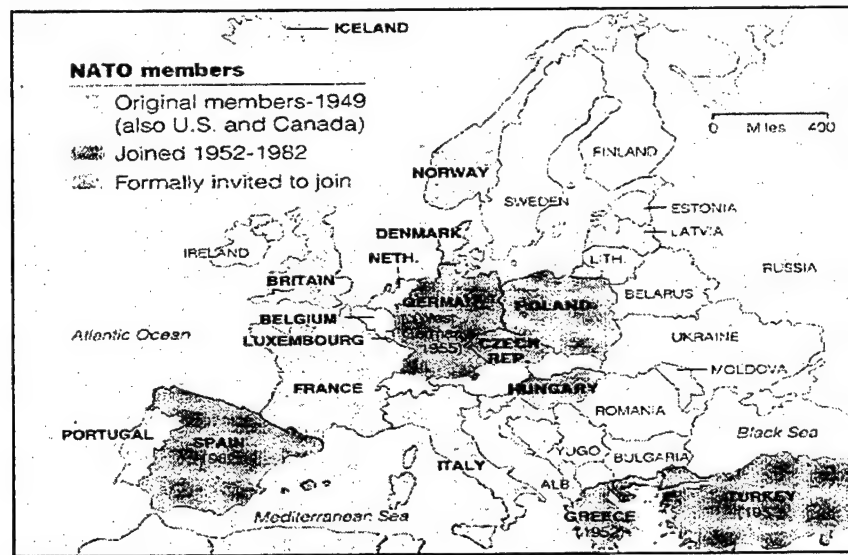 ICELAND
NATO members
Original members-1949
(also U.S. and Canada)
Joined 1952-1982
Formally invited to join
0 Miles 400
FINLAND
NORWAY
SWEDEN
ESTONIA
LATVIA
DENMARK
IRELAND
NETH.
LITH.
RUSSIA
BRITAIN
BELARUS
GERMANY
(West
Germany
1955)
POLAND
BELGIUM
Atlantic Ocean
LUXEMBOURG
CZECH
REP.
UKRAINE
MOLDOVA
FRANCE
HUNGARY
ROMANIA
PORTUGAL
SPAIN
Black Sea
ITALY
YUGO
BULGARIA
ALB.
TURKEY
Mediterranean Sea
GREECE
(1952)